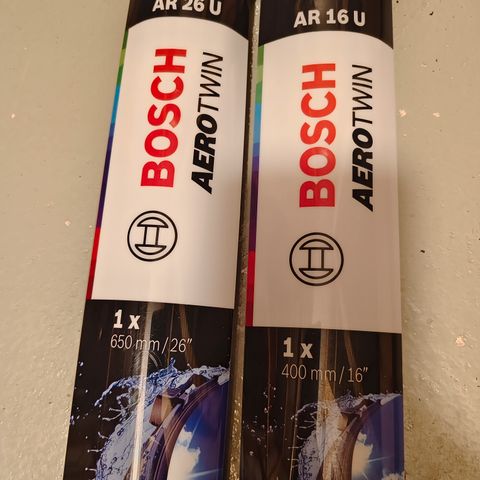 AR 26 U
BOSCH
AEROTWIN
1 x
650 mm / 26"
AR 16 U
BOSCH
AEROTWIN
1 x
400 mm / 16"